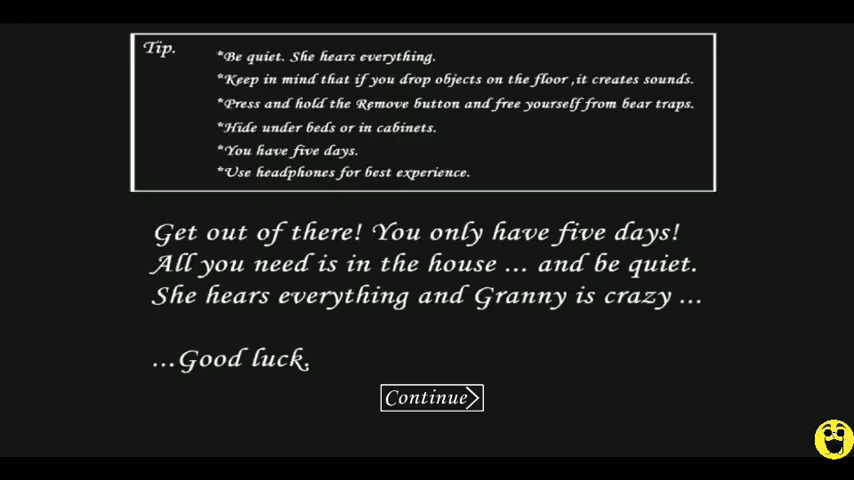 Tip.
*Be quiet. She hears everything.
*Keep in mind that if you drop objects on the floor ,it creates sounds.
*Press and hold the Remove button and free yourself from bear traps.
*Hide under beds or in cabinets.
*You have five days.
*Use headphones for best experience.
Get out of there! You only have five days!
All you need is in the house ... and be quiet.
She hears everything and Granny is crazy ...
...Good luck.
Continue>